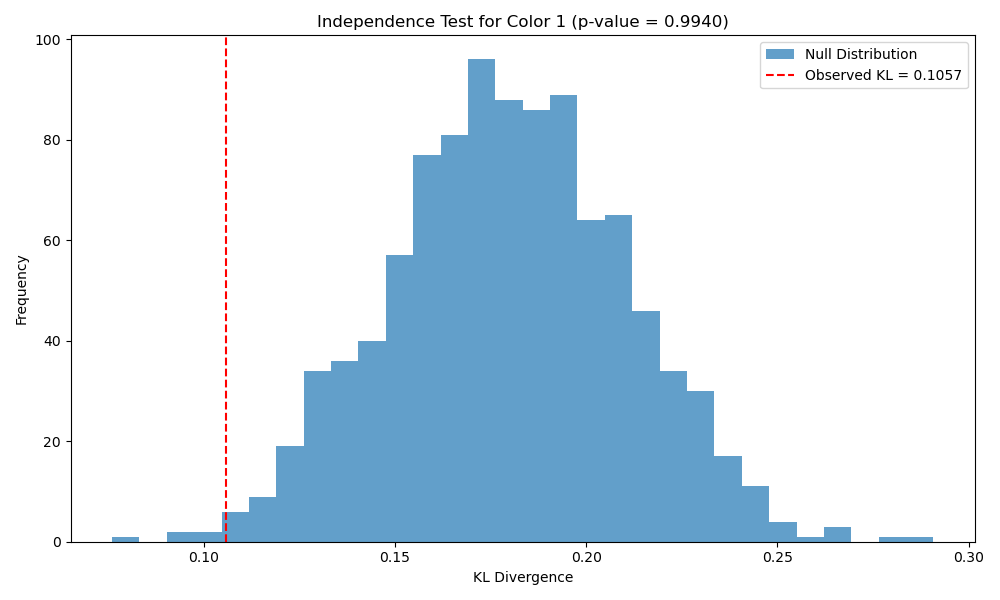 Independence Test for Color 1 (p-value = 0.9940)
Null Distribution
Observed KL = 0.1057
100
80
60
40
20
0
Frequency
0.10 0.15 0.20 0.25 0.30
KL Divergence